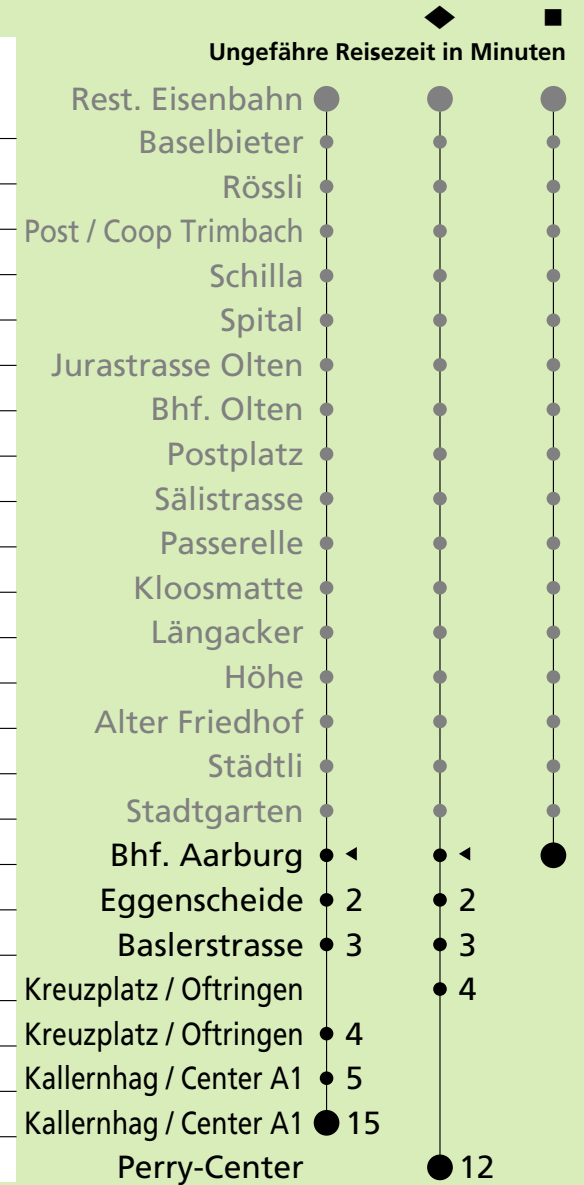 Ungefähre Reisezeit in Minuten
Rest. Eisenbahn
Baselbieter
Rössli
Post / Coop Trimbach
Schilla
Spital
Jurastrasse Olten
Bhf. Olten
Postplatz
Sälistrasse
Passerelle
Kloosmatte
Längacker
Höhe
Alter Friedhof
Städtli
Stadtgarten
Bhf. Aarburg
Eggenscheide 2 2
Baslerstrasse 3 3
Kreuzplatz / Oftringen 4
Kreuzplatz / Oftringen 4
Kallernhag / Center A1 5
Kallernhag / Center A1 15
Perry-Center 12